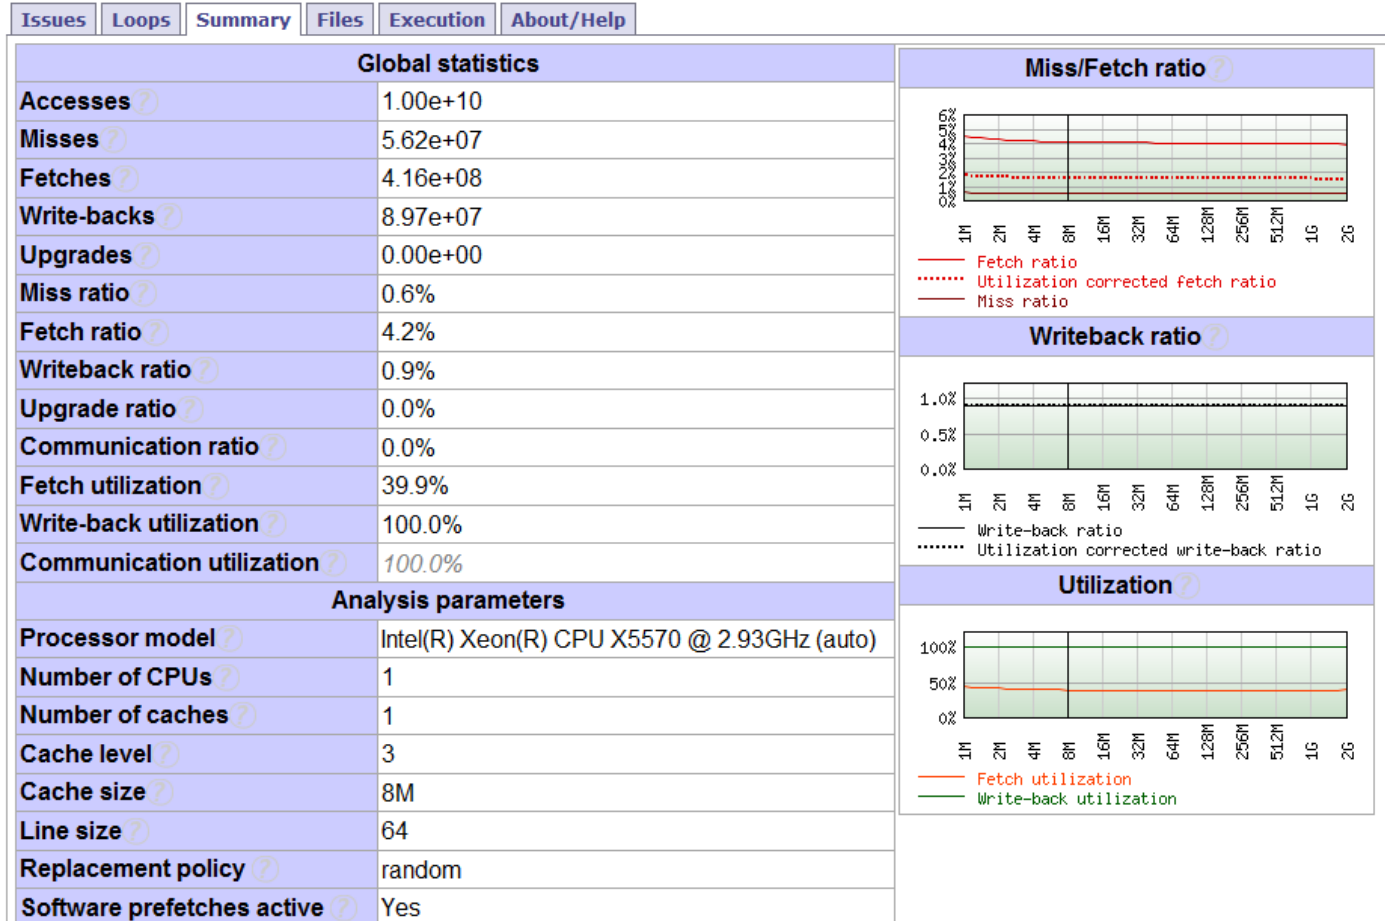 Issues Loops Summary Files Execution About/Help
Global statistics
Accesses ? 1.00e+10
Misses ? 5.62e+07
Fetches ? 4.16e+08
Write-backs ? 8.97e+07
Upgrades ? 0.00e+00
Miss ratio ? 0.6%
Fetch ratio ? 4.2%
Writeback ratio ? 0.9%
Upgrade ratio ? 0.0%
Communication ratio ? 0.0%
Fetch utilization ? 39.9%
Write-back utilization ? 100.0%
Communication utilization ? 100.0%
Analysis parameters
Processor model ? Intel(R) Xeon(R) CPU X5570 @ 2.93GHz (auto)
Number of CPUs ? 1
Number of caches ? 1
Cache level ? 3
Cache size ? 8M
Line size ? 64
Replacement policy ? random
Software prefetches active ? Yes
Miss/Fetch ratio ?
6%
5%
4%
3%
2%
1%
0%
1M 2M 4M 8M 16M 32M 64M 128M 256M 512M 1G 2G
Fetch ratio
Utilization corrected fetch ratio
Miss ratio
Writeback ratio ?
1.0%
0.5%
0.0%
1M 2M 4M 8M 16M 32M 64M 128M 256M 512M 1G 2G
Write-back ratio
Utilization corrected write-back ratio
Utilization ?
100%
50%
0%
1M 2M 4M 8M 16M 32M 64M 128M 256M 512M 1G 2G
Fetch utilization
Write-back utilization